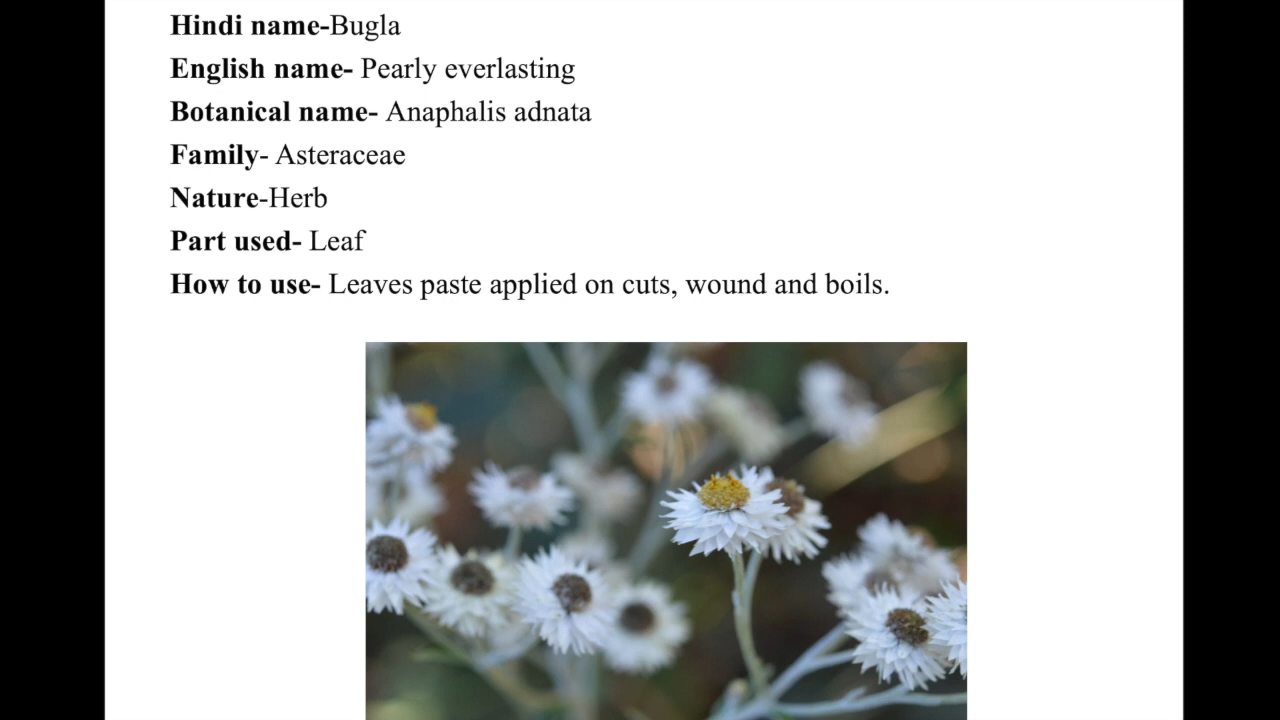 Hindi name-Bugla
English name- Pearly everlasting
Botanical name- Anaphalis adnata
Family- Asteraceae
Nature-Herb
Part used- Leaf
How to use- Leaves paste applied on cuts, wound and boils.